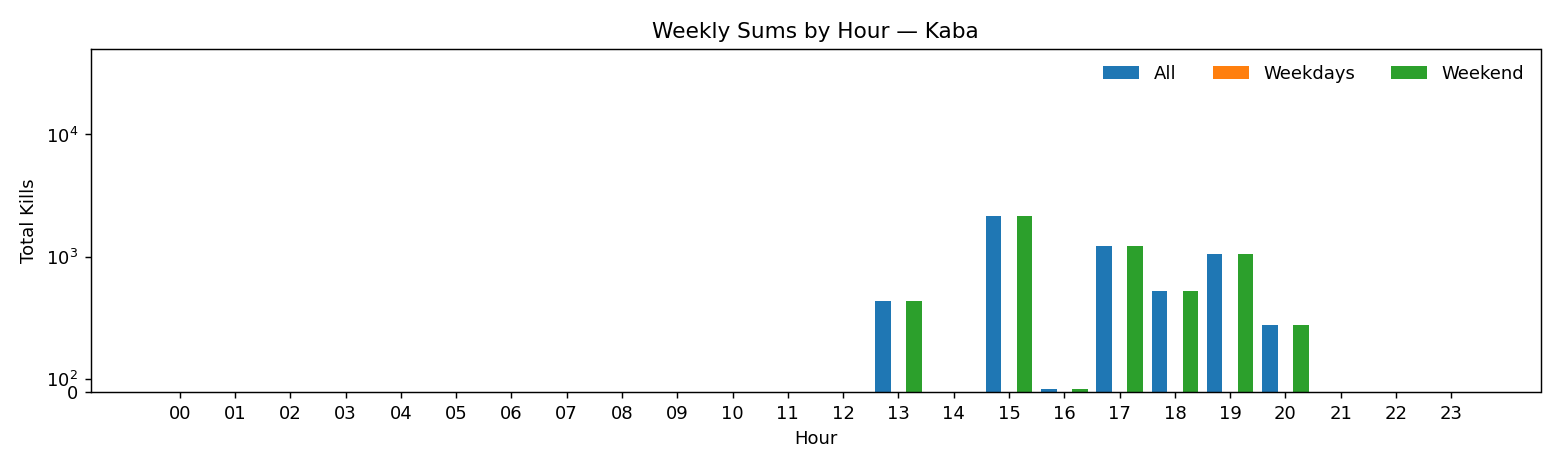 Weekly Sums by Hour — Kaba
All Weekdays Weekend
Total Kills
10⁴
10³
10²
0
00 01 02 03 04 05 06 07 08 09 10 11 12 13 14 15 16 17 18 19 20 21 22 23
Hour